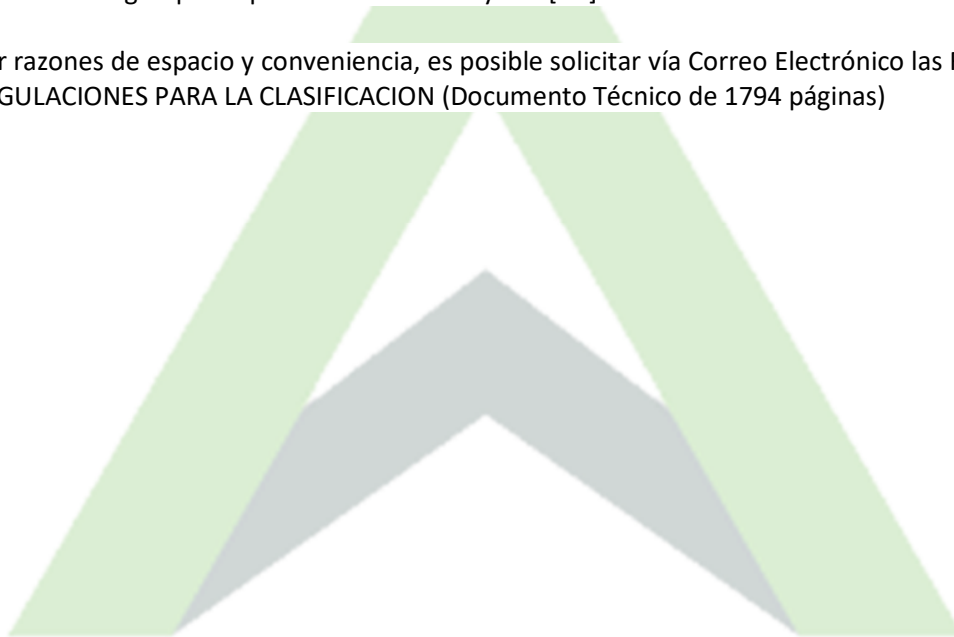 r razones de espacio y conveniencia, es posible solicitar vía Correo Electrónico las
GULACIONES PARA LA CLASIFICACION (Documento Técnico de 1794 páginas)